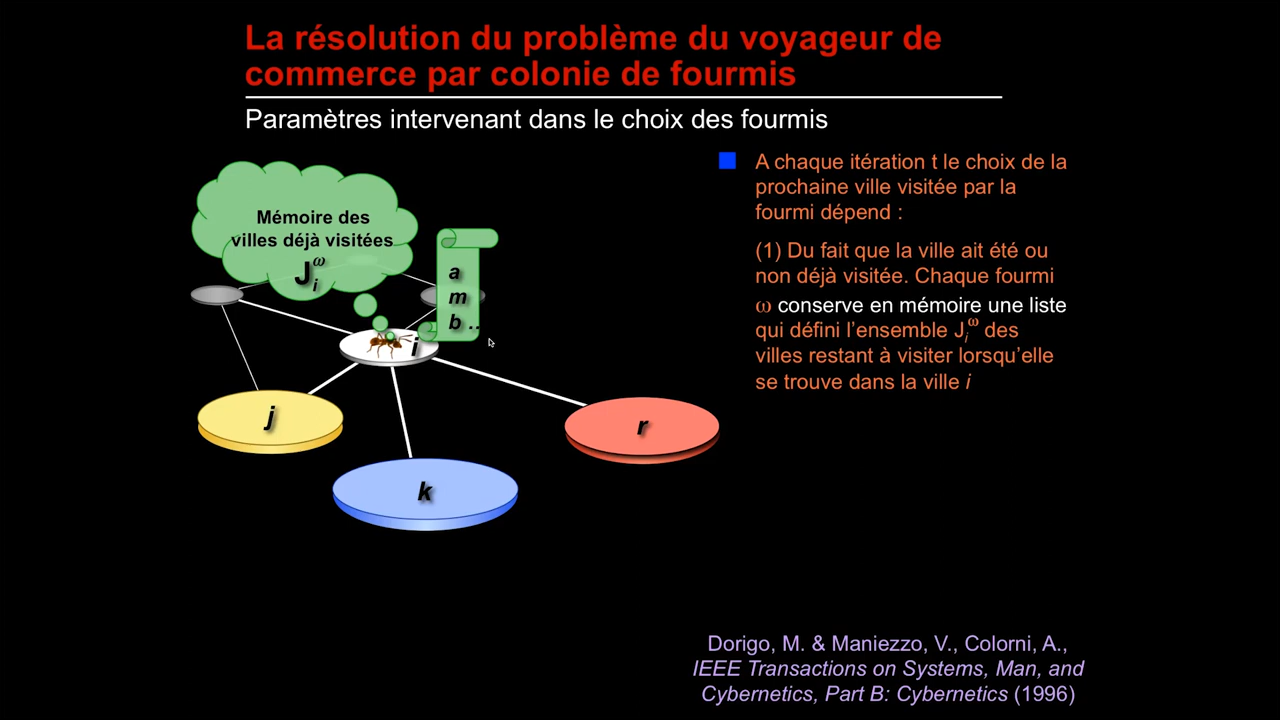 La résolution du problème du voyageur de
commerce par colonie de fourmis
Paramètres intervenant dans le choix des fourmis
Mémoire des
villes déjà visitées
J_i^ω
a
m
b ..
i
j
k
r
A chaque itération t le choix de la
prochaine ville visitée par la
fourmi dépend :
(1) Du fait que la ville ait été ou
non déjà visitée. Chaque fourmi
ω conserve en mémoire une liste
qui défini l’ensemble J_i^ω des
villes restant à visiter lorsqu’elle
se trouve dans la ville i
Dorigo, M. & Maniezzo, V., Colorni, A.,
IEEE Transactions on Systems, Man, and
Cybernetics, Part B: Cybernetics (1996)